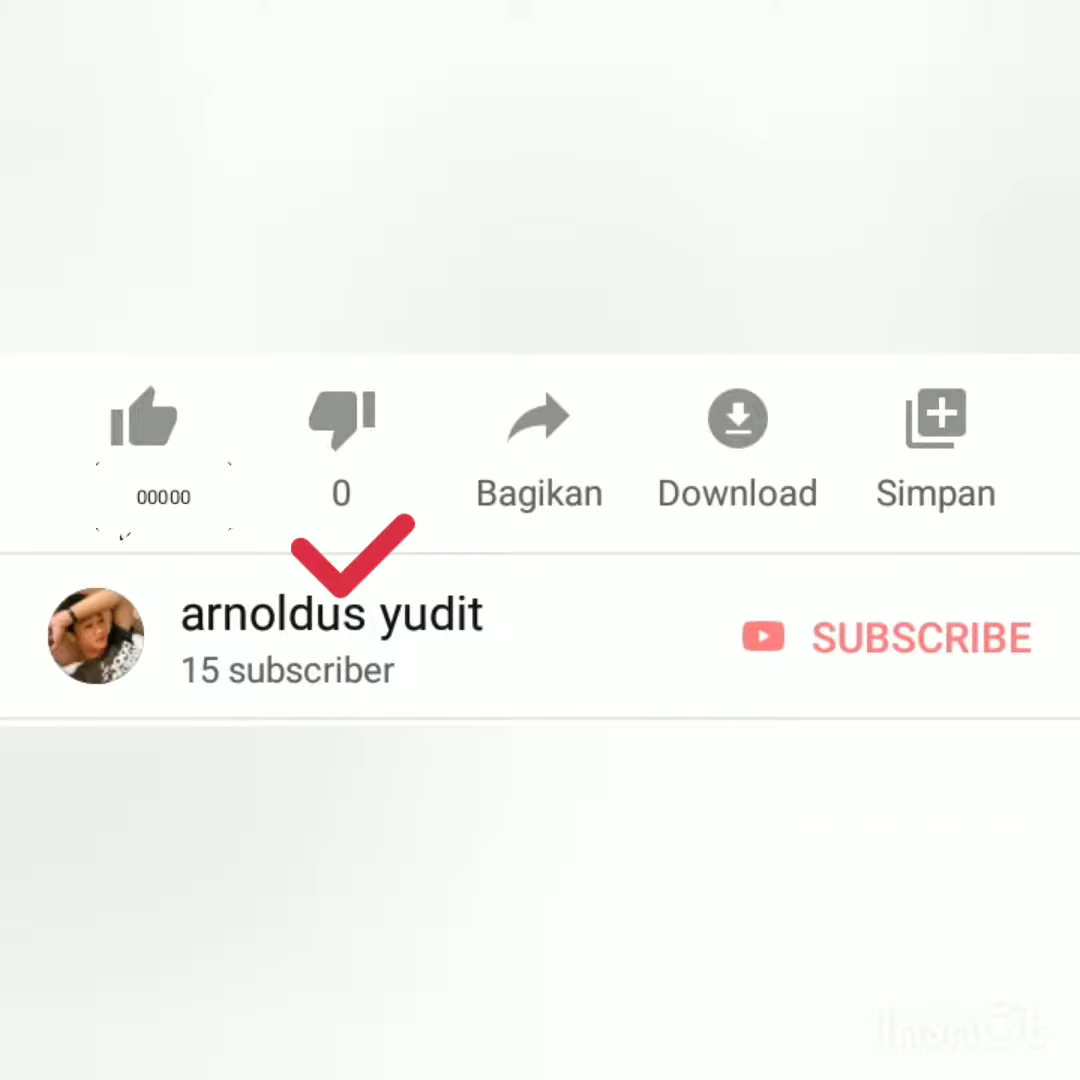 00000
0
Bagikan
Download
Simpan
arnoldus yudit
15 subscriber
SUBSCRIBE